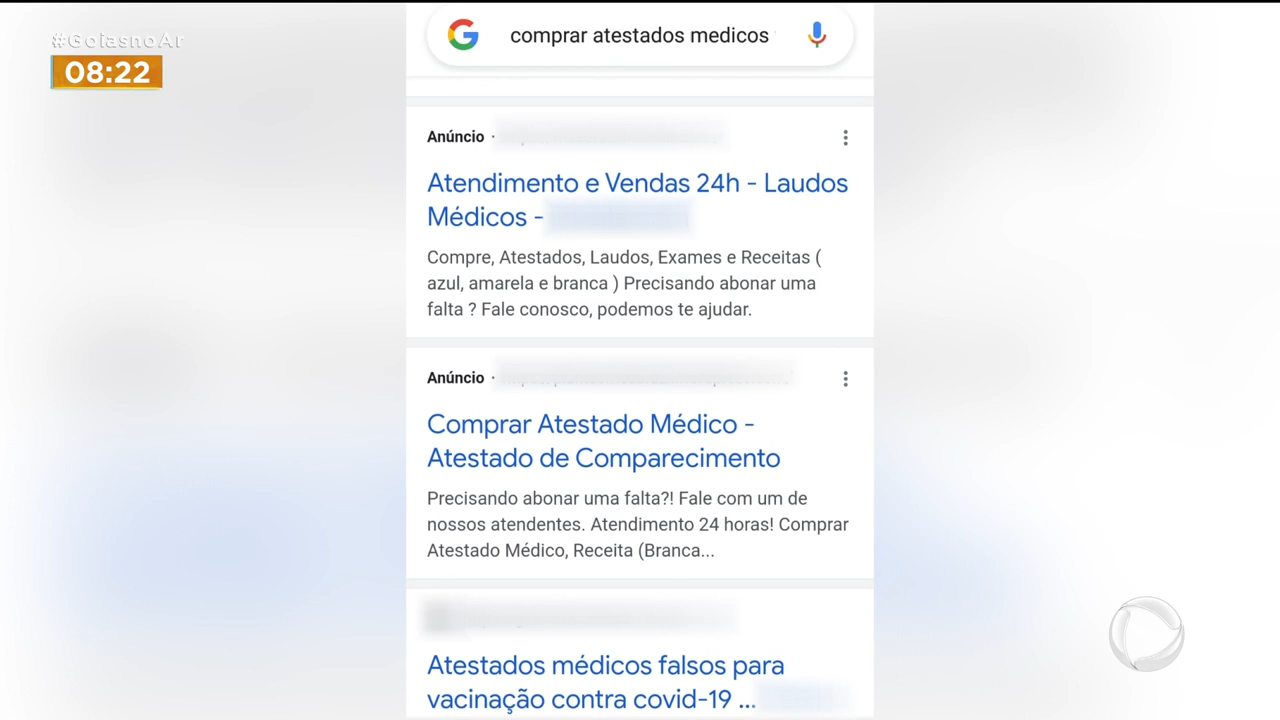 #GoiasnoAr
08:22
comprar atestados medicos
Anúncio ·
Atendimento e Vendas 24h - Laudos
Médicos -
Compre, Atestados, Laudos, Exames e Receitas (
azul, amarela e branca ) Precisando abonar uma
falta ? Fale conosco, podemos te ajudar.
Anúncio ·
Comprar Atestado Médico -
Atestado de Comparecimento
Precisando abonar uma falta?! Fale com um de
nossos atendentes. Atendimento 24 horas! Comprar
Atestado Médico, Receita (Branca...
Atestados médicos falsos para
vacinação contra covid-19 ...